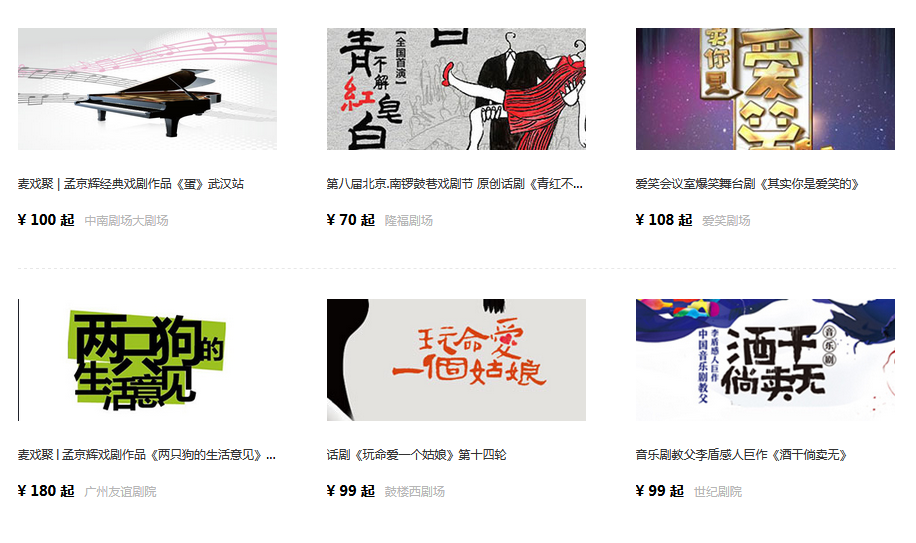 青红不解皂白
【全国首演】
其实你是
爱笑
麦戏聚 | 孟京辉经典戏剧作品《蛋》武汉站
第八届北京.南锣鼓巷戏剧节 原创话剧《青红不...
爱笑会议室爆笑舞台剧《其实你是爱笑的》
¥ 100 起 中南剧场大剧场
¥ 70 起 隆福剧场
¥ 108 起 爱笑剧场
两只狗的
生活意见
玩命愛
一個姑娘
中国音乐剧教父
李盾感人巨作
酒干
倘卖无
音乐剧
麦戏聚 l 孟京辉戏剧作品《两只狗的生活意见》...
话剧《玩命爱一个姑娘》第十四轮
音乐剧教父李盾感人巨作《酒干倘卖无》
¥ 180 起 广州友谊剧院
¥ 99 起 鼓楼西剧场
¥ 99 起 世纪剧院